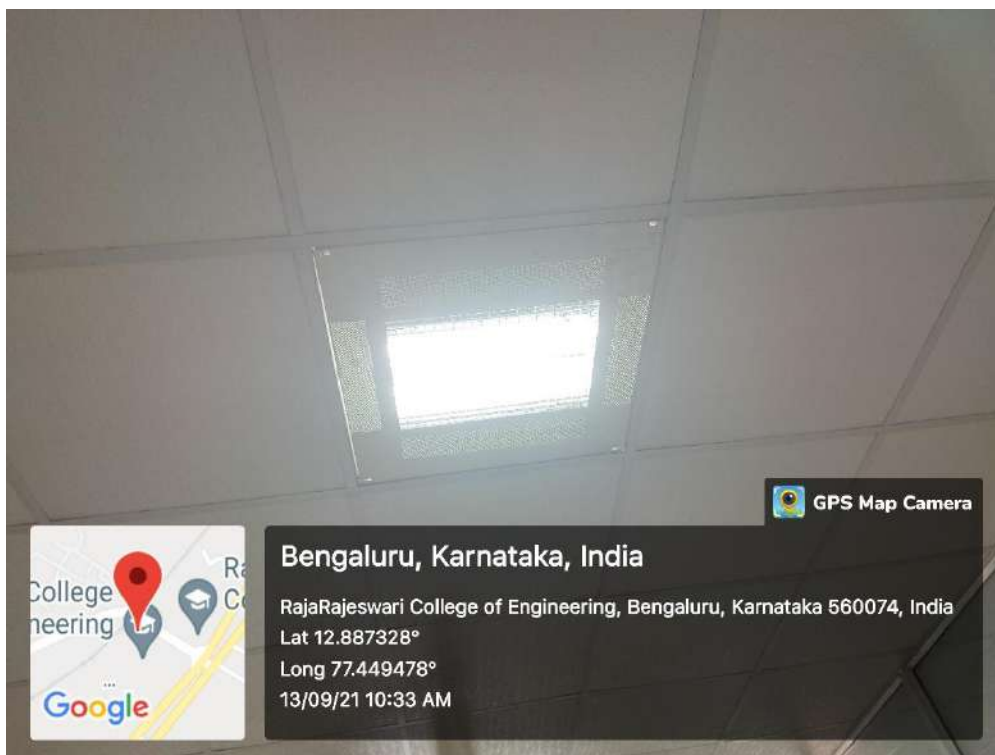 GPS Map Camera
Bengaluru, Karnataka, India
RajaRajeswari College of Engineering, Bengaluru, Karnataka 560074, India
Lat 12.887328°
Long 77.449478°
13/09/21 10:33 AM
College
neering
Ra
Co
Google